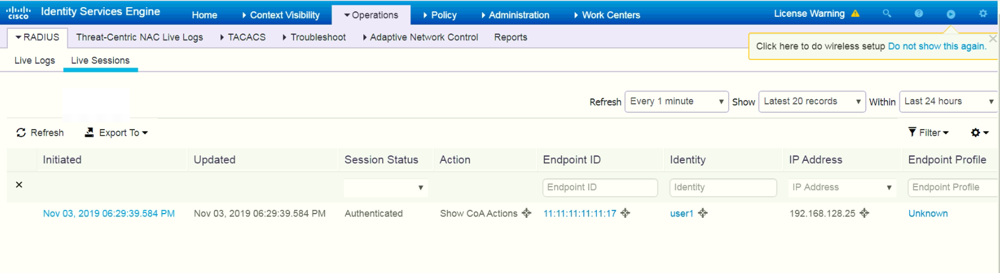 cisco Identity Services Engine Home Context Visibility Operations Policy Administration Work Centers License Warning
RADIUS Threat-Centric NAC Live Logs TACACS Troubleshoot Adaptive Network Control Reports
Click here to do wireless setup Do not show this again.
Live Logs Live Sessions
Refresh Every 1 minute Show Latest 20 records Within Last 24 hours
Refresh Export To Filter
Initiated Updated Session Status Action Endpoint ID Identity IP Address Endpoint Profile
Endpoint ID Identity IP Address Endpoint Profile
Nov 03, 2019 06:29:39.584 PM Nov 03, 2019 06:29:39.584 PM Authenticated Show CoA Actions 11:11:11:11:11:17 user1 192.168.128.25 Unknown